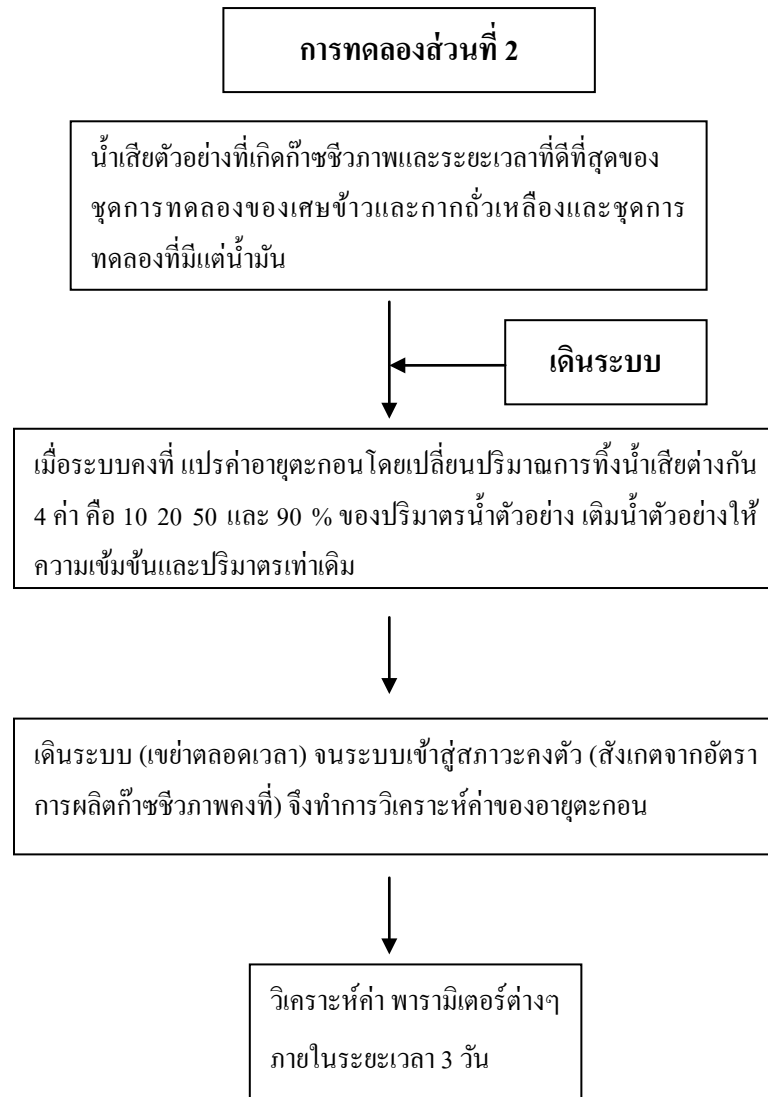 การทดลองส่วนที่ 2
น้ำเสียตัวอย่างที่เกิดก๊าซชีวภาพและระยะเวลาที่ดีที่สุดของ
ชุดการทดลองของเศษข้าวและกากถั่วเหลืองและชุดการ
ทดลองที่มีแต่น้ำมัน
เดินระบบ
เมื่อระบบคงที่ แปรค่าอายุตะกอนโดยเปลี่ยนปริมาณการทิ้งน้ำเสียต่างกัน
4 ค่า คือ 10 20 50 และ 90 % ของปริมาตรน้ำตัวอย่าง เติมน้ำตัวอย่างให้
ความเข้มข้นและปริมาตรเท่าเดิม
เดินระบบ (เขย่าตลอดเวลา) จนระบบเข้าสู่สภาวะคงตัว (สังเกตจากอัตรา
การผลิตก๊าซชีวภาพคงที่) จึงทำการวิเคราะห์ค่าของอายุตะกอน
วิเคราะห์ค่า พารามิเตอร์ต่างๆ
ภายในระยะเวลา 3 วัน